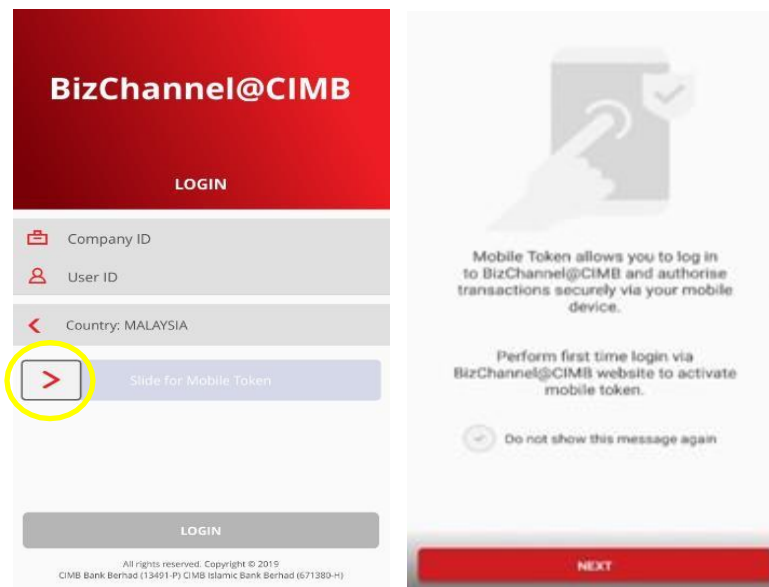 BizChannel@CIMB
LOGIN
Company ID
User ID
Country: MALAYSIA
Slide for Mobile Token
LOGIN
All rights reserved. Copyright © 2019
CIMB Bank Berhad (13491-P) CIMB Islamic Bank Berhad (671380-H)
Mobile Token allows you to log in
to BizChannel@CIMB and authorise
transactions securely via your mobile
device.
Perform first time login via
BizChannel@CIMB website to activate
mobile token.
Do not show this message again
NEXT